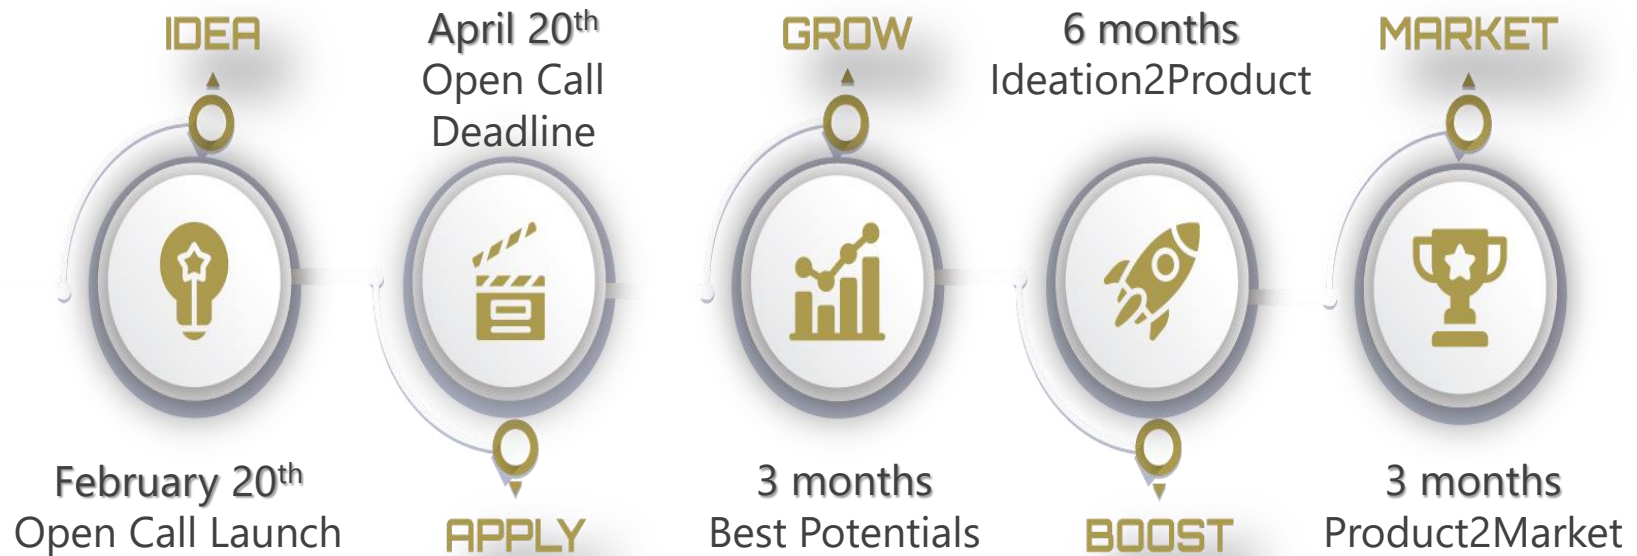 IDEA
February 20th
Open Call Launch
April 20th
Open Call
Deadline
APPLY
GROW
3 months
Best Potentials
6 months
Ideation2Product
BOOST
MARKET
3 months
Product2Market